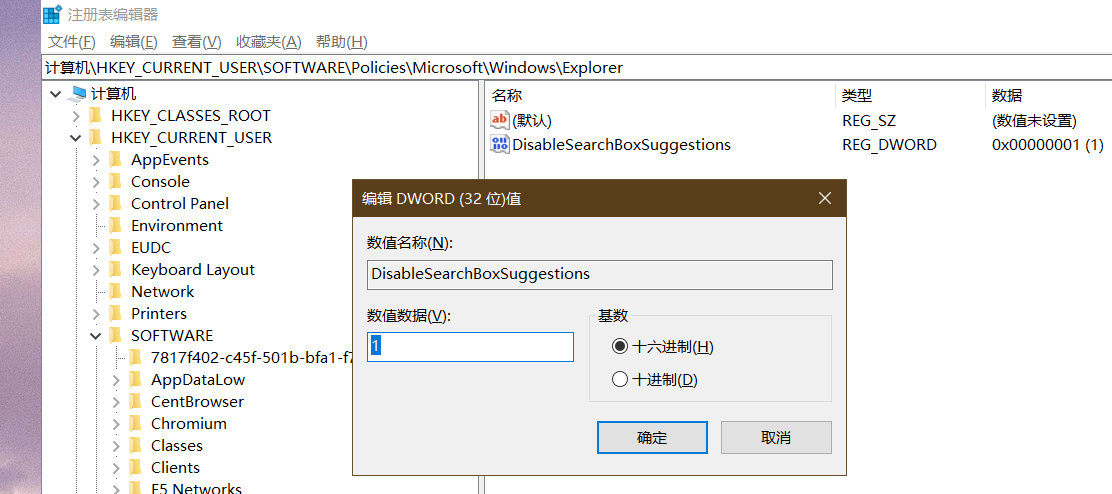 注册表编辑器
文件(F) 编辑(E) 查看(V) 收藏夹(A) 帮助(H)
计算机\HKEY_CURRENT_USER\SOFTWARE\Policies\Microsoft\Windows\Explorer
计算机
HKEY_CLASSES_ROOT
HKEY_CURRENT_USER
AppEvents
Console
Control Panel
Environment
EUDC
Keyboard Layout
Network
Printers
SOFTWARE
7817f402-c45f-501b-bfa1-f7
AppDataLow
CentBrowser
Chromium
Classes
Clients
F5 Networks
名称 类型 数据
(默认) REG_SZ (数值未设置)
DisableSearchBoxSuggestions REG_DWORD 0x00000001 (1)
编辑 DWORD (32 位)值
数值名称(N):
DisableSearchBoxSuggestions
数值数据(V):
1
基数
十六进制(H)
十进制(D)
确定 取消